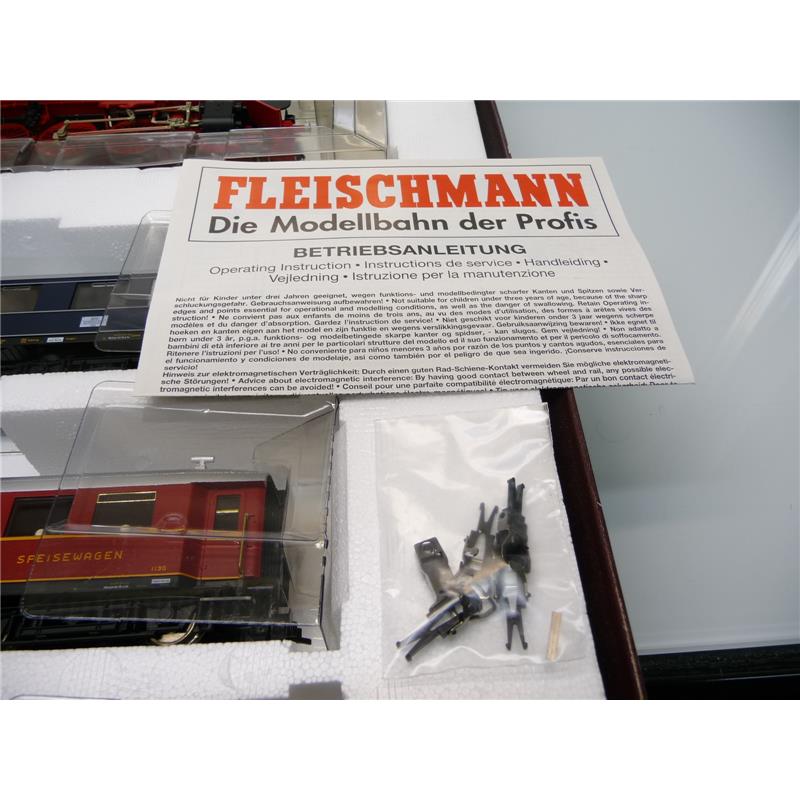 FLEISCHMANN
Die Modellbahn der Profis
BETRIEBSANLEITUNG
Operating Instruction • Instructions de service • Handleiding •
Vejledning • Istruzione per la manutenzione
Nicht für Kinder unter drei Jahren geeignet, wegen funktions- und modellbedingter scharfer Kanten und Spitzen sowie Ver-
schluckungsgefahr. Gebrauchsanweisung aufbewahren! • Not suitable for children under three years of age, because of the sharp
edges and points essential for operational and modelling conditions, as well as the danger of swallowing. Retain Operating In-
struction! • Ne convient pas aux enfants de moins de trois ans, au vu des modes d'utilisation, des formes à arêtes vives des
modèles et du danger d'absorption. Gardez l'instruction de service! • Niet geschikt voor kinderen onder 3 jaar wegens scherpe
hoeken en kanten eigen aan het model en zijn funktie en wegens verslikkingsgevaar. Gebruiksaanwijzing bewaren! • Ikke egnet til
børn under 3 år, p.g.a. funktions- og modelbetingede skarpe kanter og spidser, - kan slugos. Gem vejledning! • Non adatto a
bambini di età inferiore ai tre anni per le particolari strutture del modello ed il suo funzionamento et per il pericolo di soffocamento.
Ritenere l'istruzioni per l'uso! • No conveniente para niños menores 3 años por razón de los puntos y cantos agudos, esenciales para
el funcionamiento y condiciones de modelaje, asi como también por el peligro de que sea ingerido. ¡Conserve instrucciones de
servicio!
Hinweis zur elektromagnetischen Verträglichkeit: Durch einen guten Rad-Schiene-Kontakt vermeiden Sie mögliche elektromagneti-
sche Störungen! • Advice about electromagnetic interference: By having good contact between wheel and rail, any possible elec-
tromagnetic interferences can be avoided! • Conseil pour une parfaite compatibilité électromagnétique: Par un bon contact électri-
SPEISEWAGEN
1130